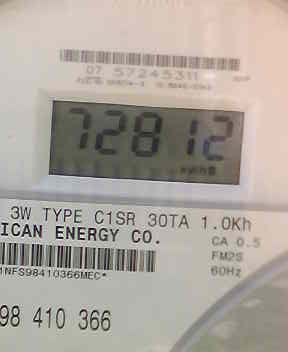 07 57245311
72812
3W TYPE C1SR 30TA 1.0Kh
ICAN ENERGY CO.
CA 0.5
FM2S
60Hz
1NFS98410366MEC*
98 410 366